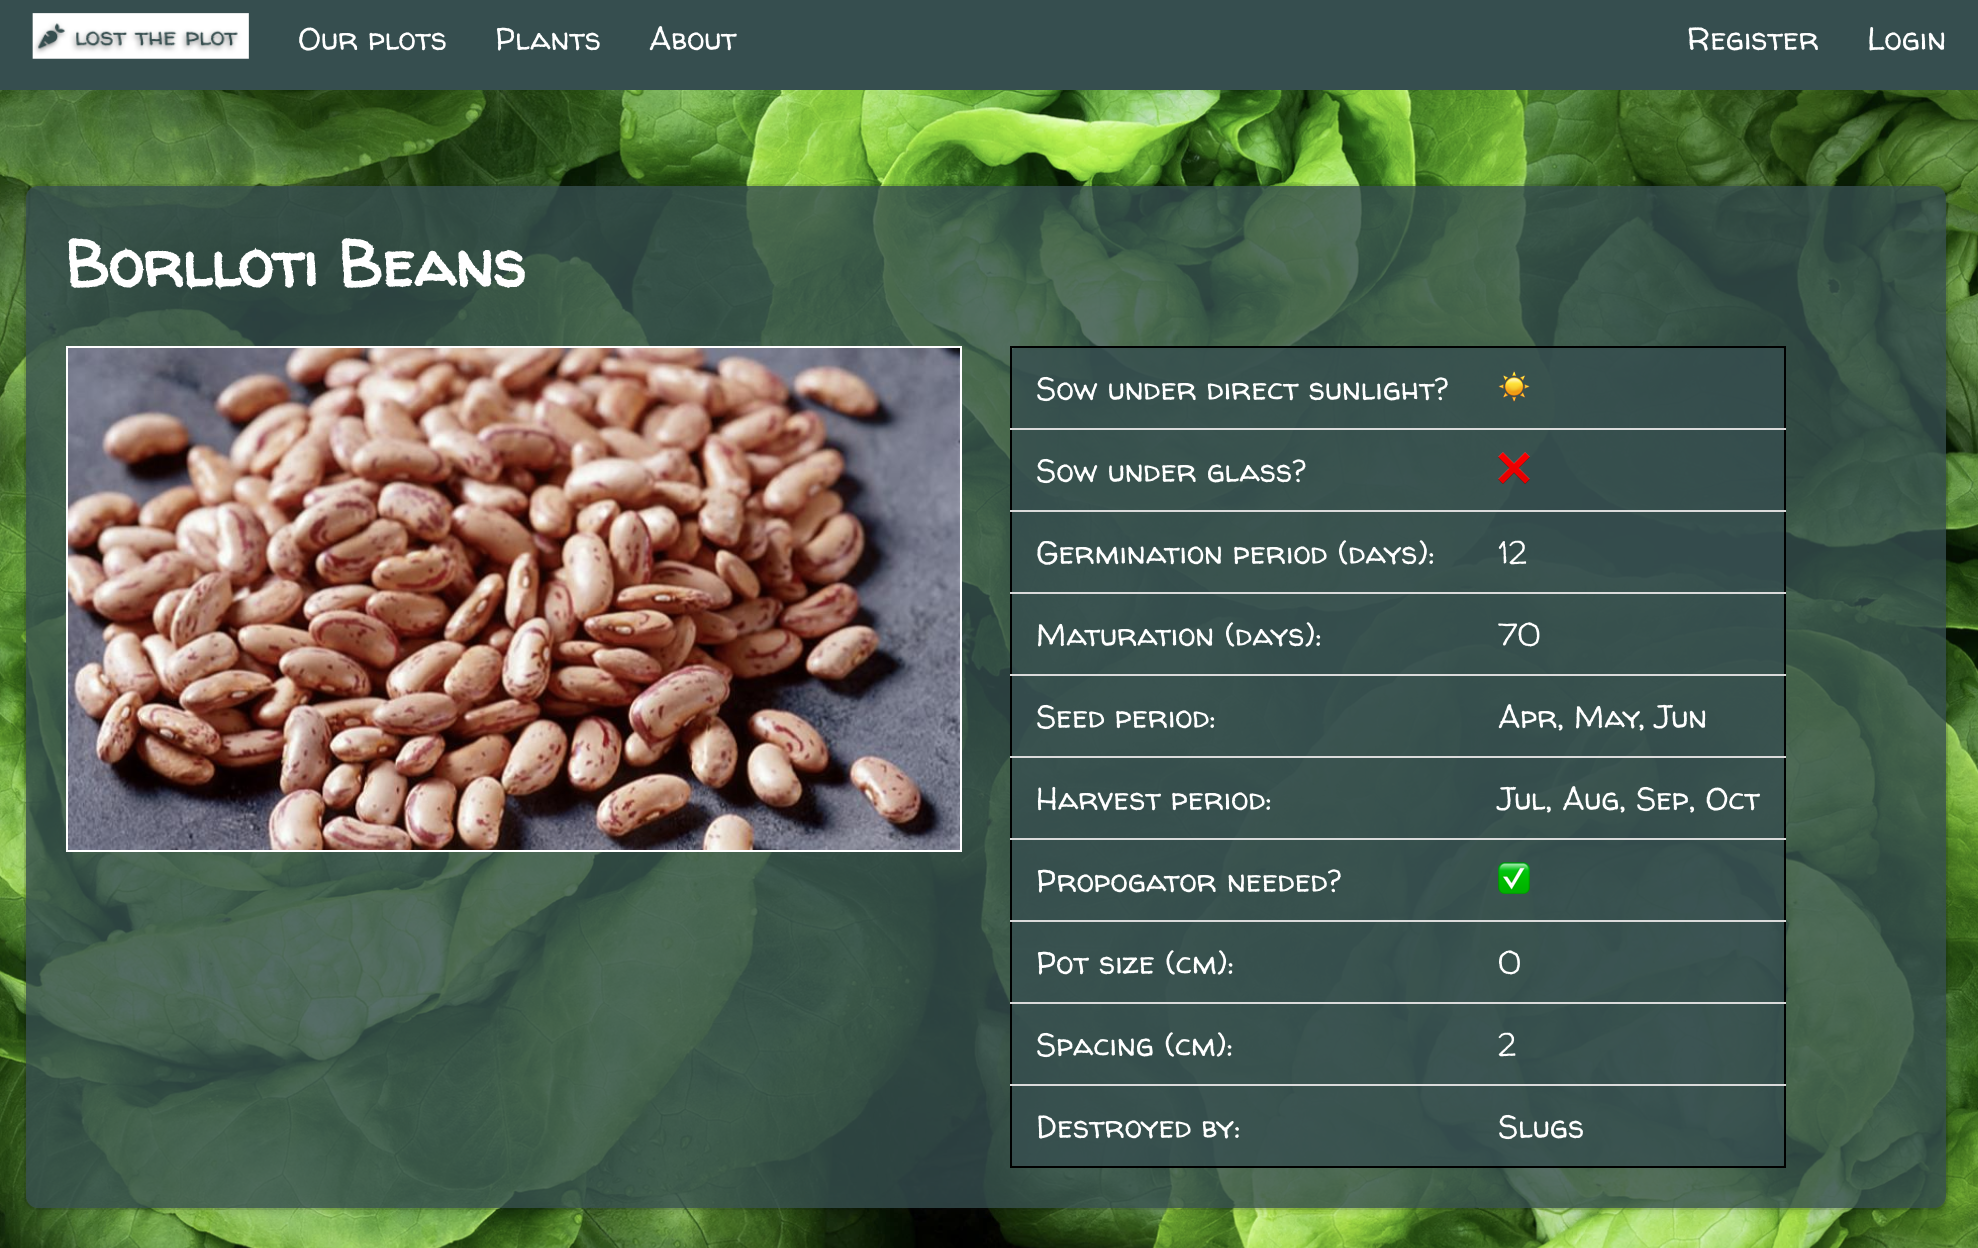 LOST THE PLOT Our plots Plants About Register Login
Borlloti Beans
Sow under direct sunlight? ☀️
Sow under glass? ❌
Germination period (days): 12
Maturation (days): 70
Seed period: Apr, May, Jun
Harvest period: Jul, Aug, Sep, Oct
Propogator needed? ✅
Pot size (cm): 0
Spacing (cm): 2
Destroyed by: Slugs